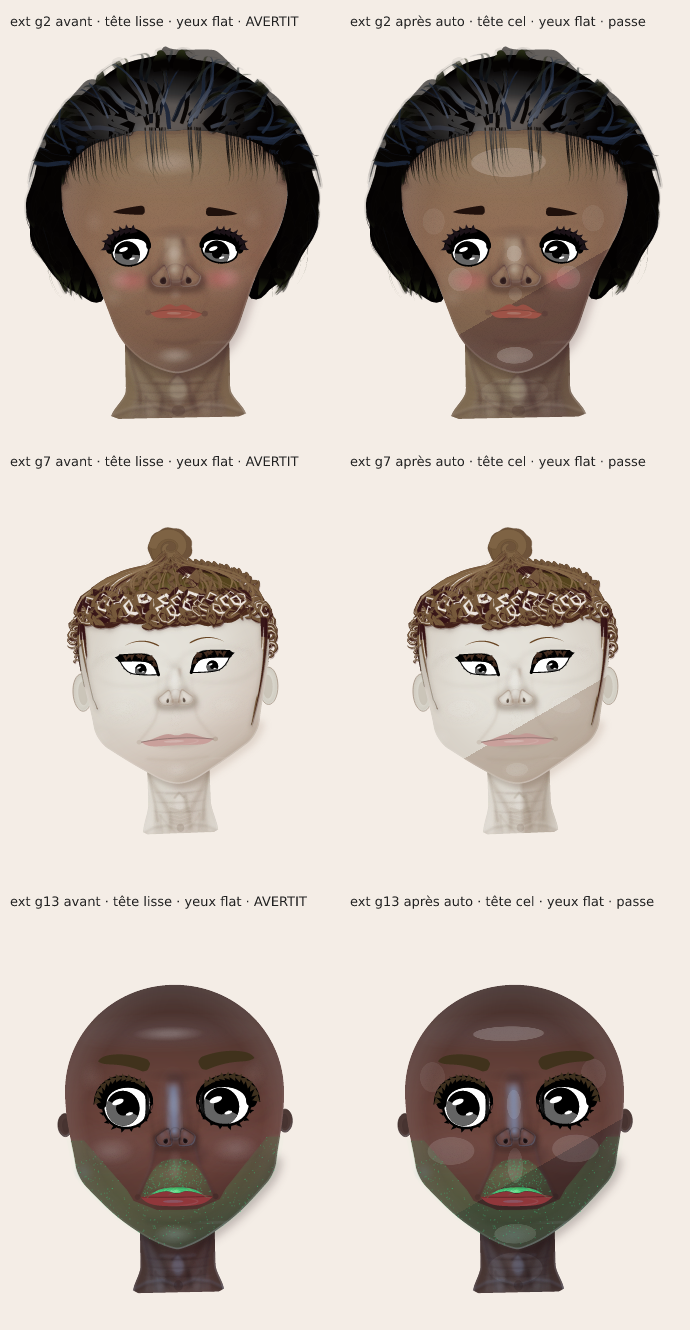 ext g2 avant · tête lisse · yeux flat · AVERTIT
ext g2 après auto · tête cel · yeux flat · passe
ext g7 avant · tête lisse · yeux flat · AVERTIT
ext g7 après auto · tête cel · yeux flat · passe
ext g13 avant · tête lisse · yeux flat · AVERTIT
ext g13 après auto · tête cel · yeux flat · passe